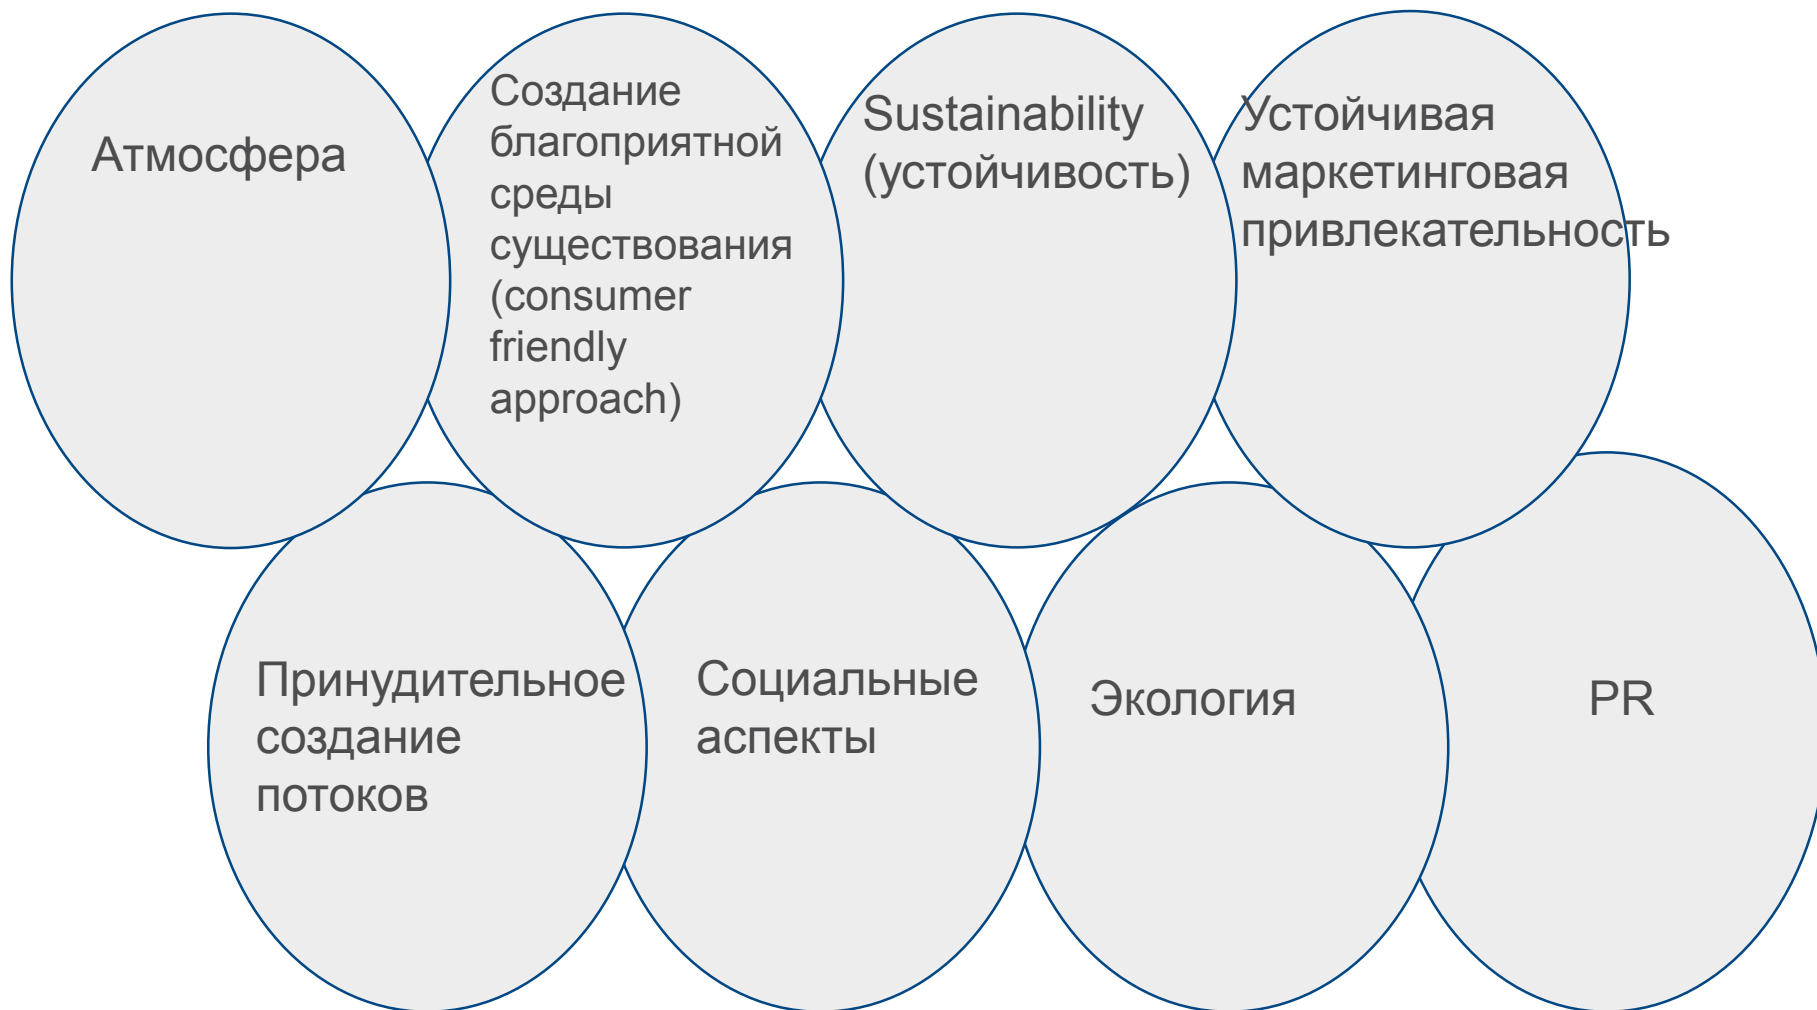 Атмосфера
Создание
благоприятной
среды
существования
(consumer
friendly
approach)
Sustainability
(устойчивость)
Устойчивая
маркетинговая
привлекательность
Принудительное
создание
потоков
Социальные
аспекты
Экология
PR